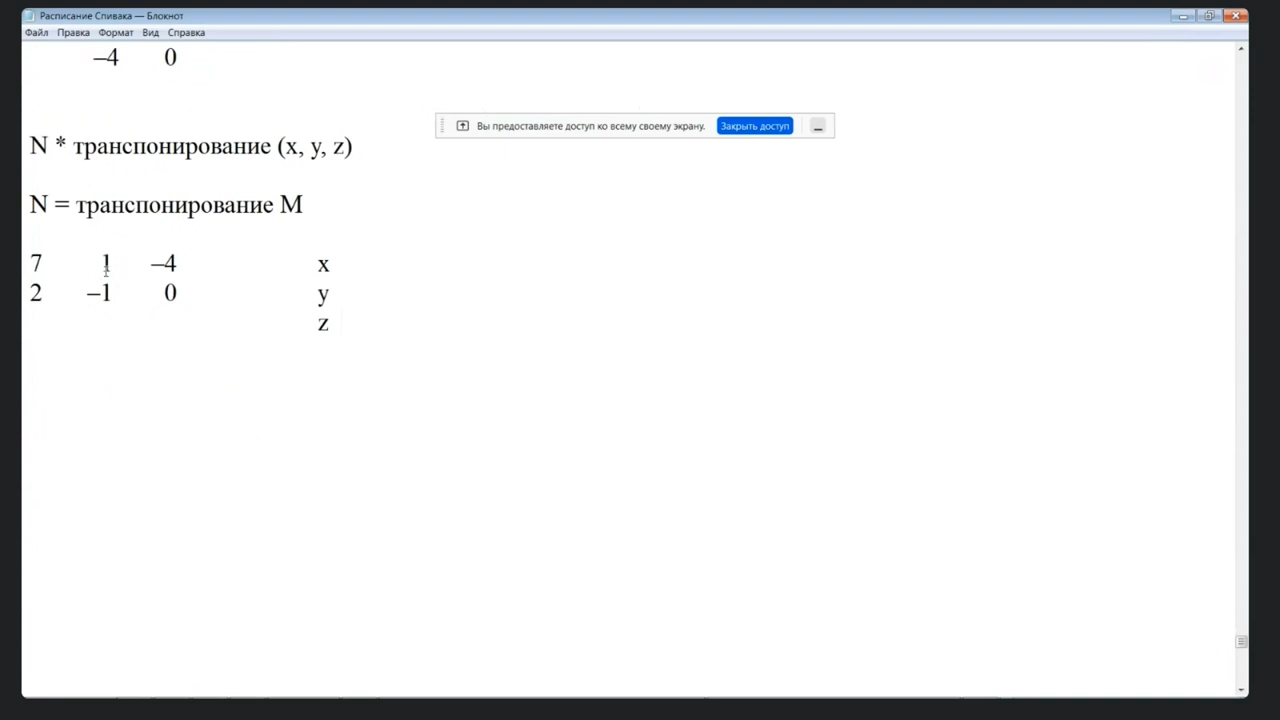 Расписание Спивака — Блокнот
Файл Правка Формат Вид Справка
–4 0
Вы предоставляете доступ ко всему своему экрану. Закрыть доступ
N * транспонирование (x, y, z)
N = транспонирование M
7 1 –4 x
2 –1 0 y
z